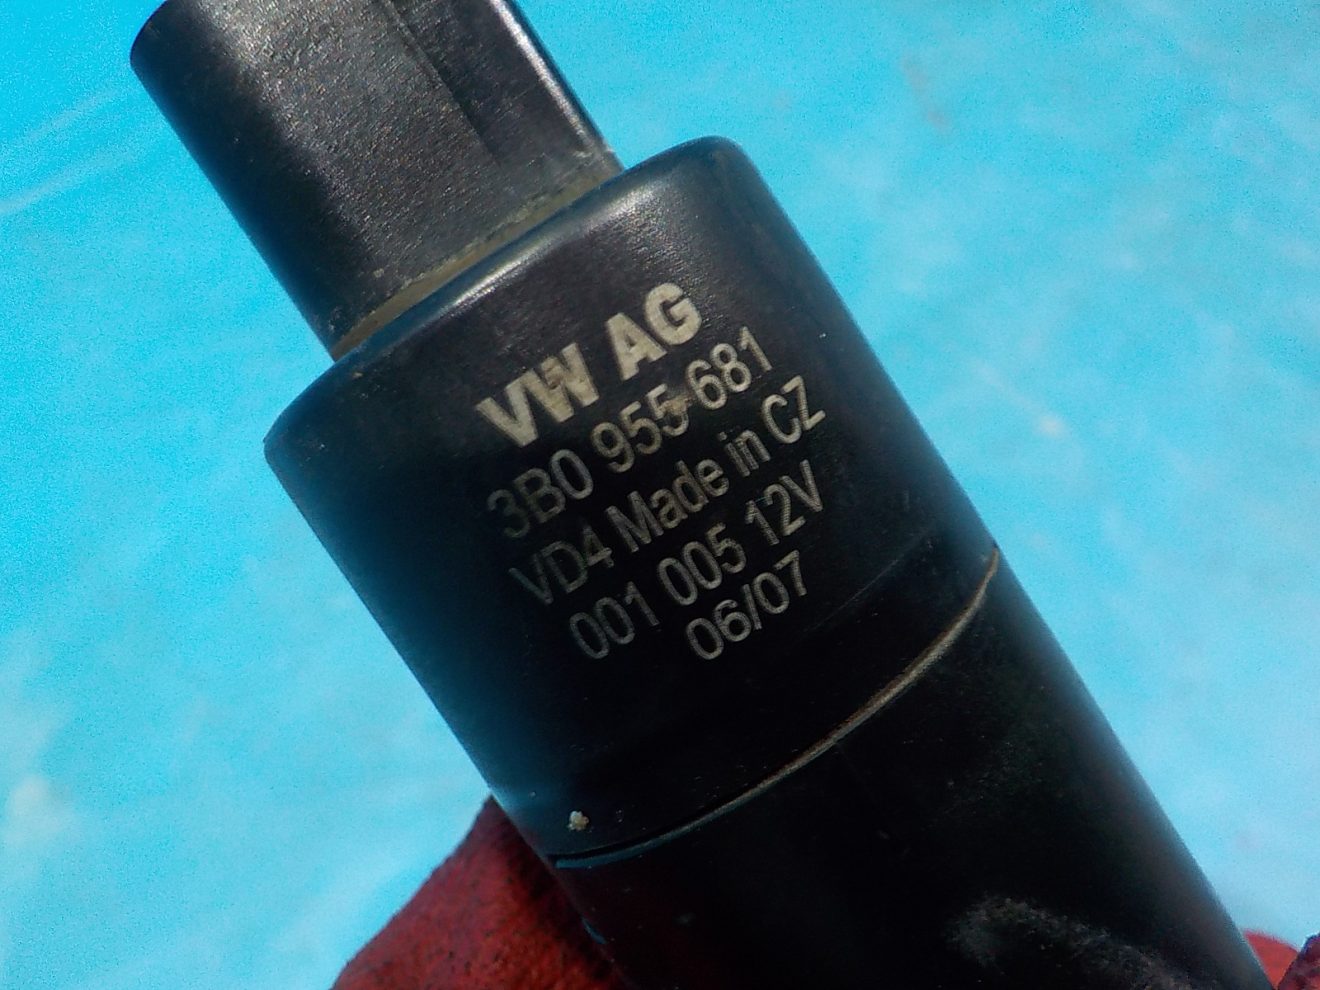 VW AG
3B0 955 681
VD4 Made in CZ
001 005 12V
06/07